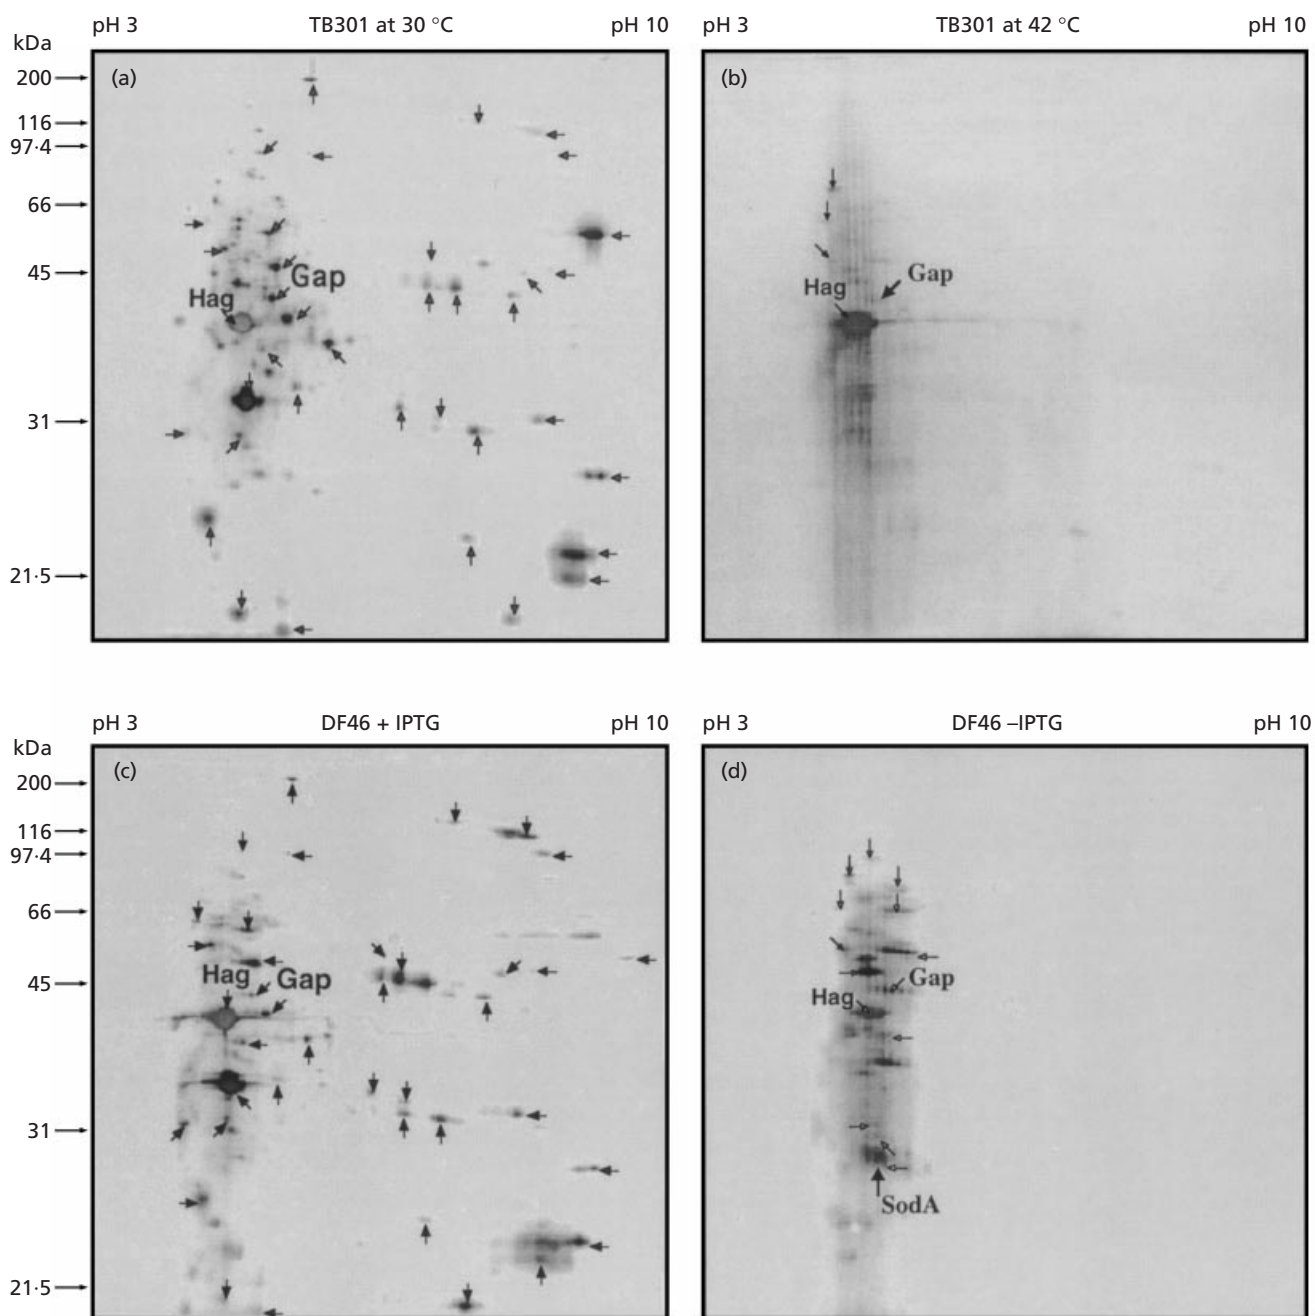 pH 3 TB301 at 30 °C pH 10
pH 3 TB301 at 42 °C pH 10
kDa
(a)
200
116
97·4
66
45
31
21·5
Gap
Hag
(b)
Gap
Hag
pH 3 DF46 + IPTG pH 10
pH 3 DF46 –IPTG pH 10
kDa
(c)
200
116
97·4
66
45
31
21·5
Hag Gap
(d)
Gap
Hag
SodA